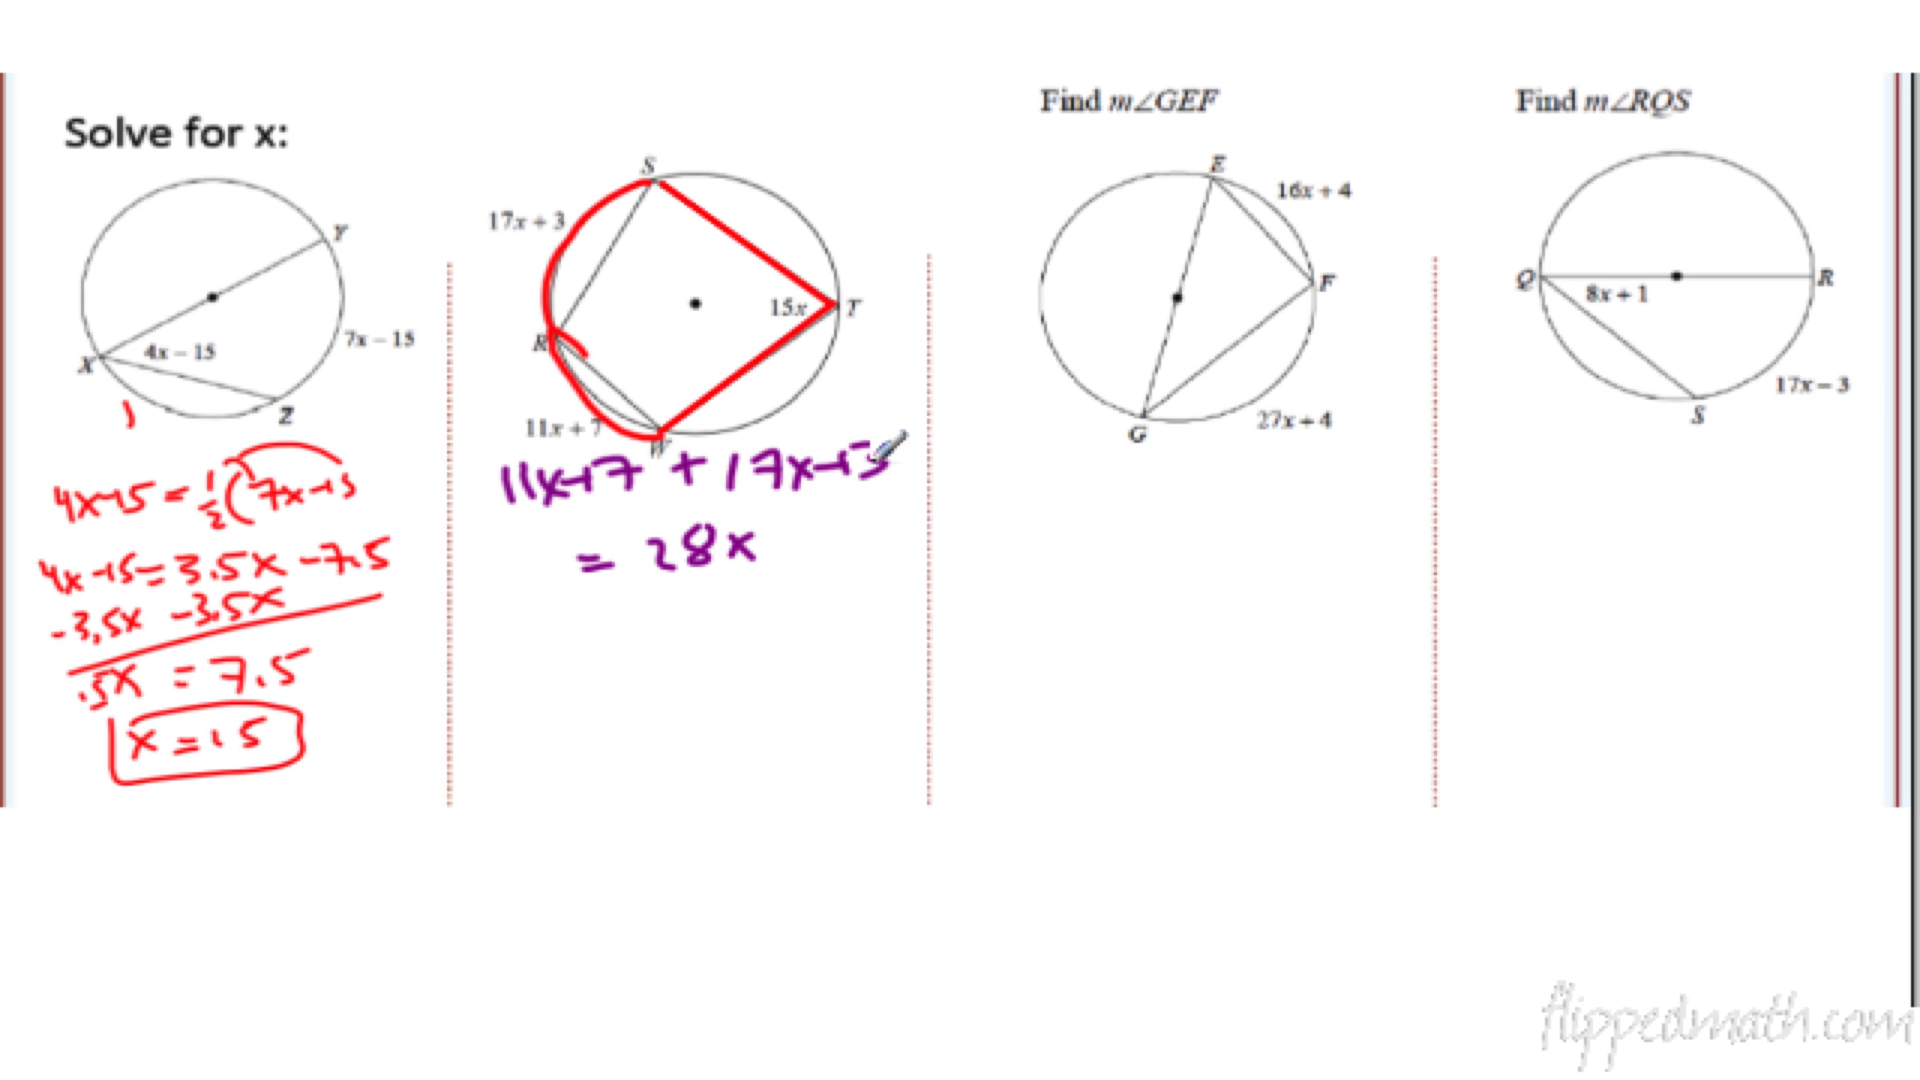 Solve for x:
Y
X
4x – 15
7x – 15
Z
4x-15 = 1/2 (7x-15
4x-15 = 3.5x - 7.5
-3.5x -3.5x
.5x = 7.5
x = 15
S
17x + 3
15x
T
R
11x + 7
W
11x+7 + 17x+3
= 28x
Find m∠GEF
E
16x + 4
F
G
27x + 4
Find m∠RQS
Q
8x + 1
R
17x – 3
S
flippedmath.com